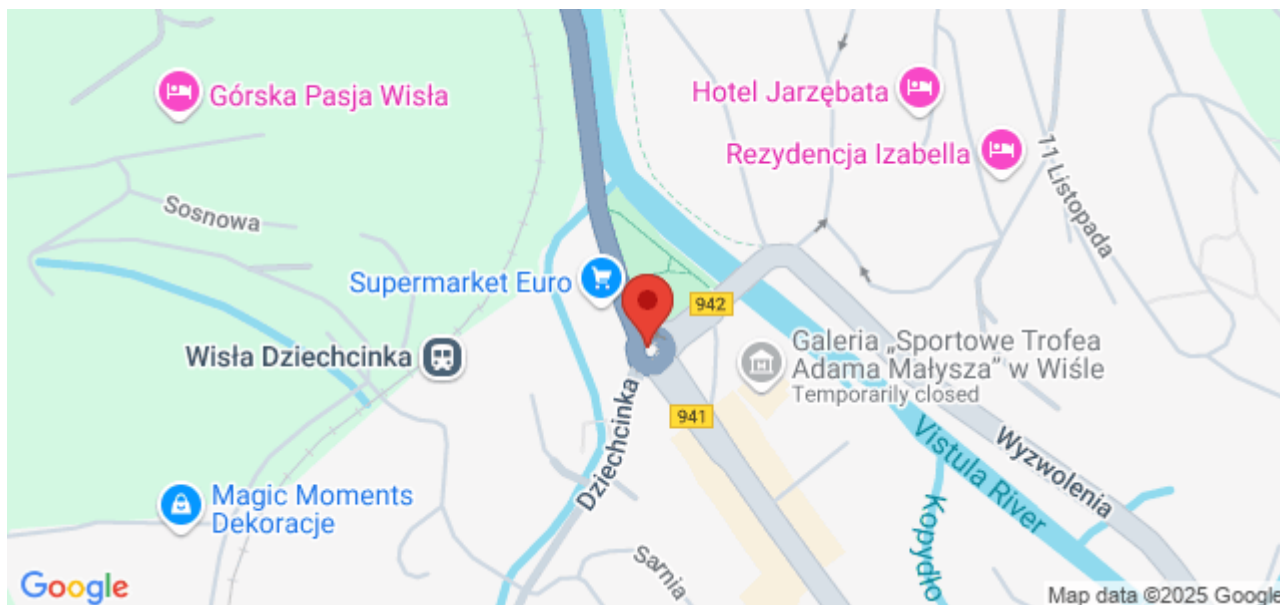 Górska Pasja Wisła
Hotel Jarzębata
Rezydencja Izabella
11 Listopada
Sosnowa
Supermarket Euro
942
Wisła Dziechcinka
Galeria „Sportowe Trofea
Adama Małysza” w Wiśle
Temporarily closed
Dziechcinka
941
Vistula River
Wyzwolenia
Magic Moments
Dekoracje
Kopydło
Sarnia
Google
Map data ©2025 Google